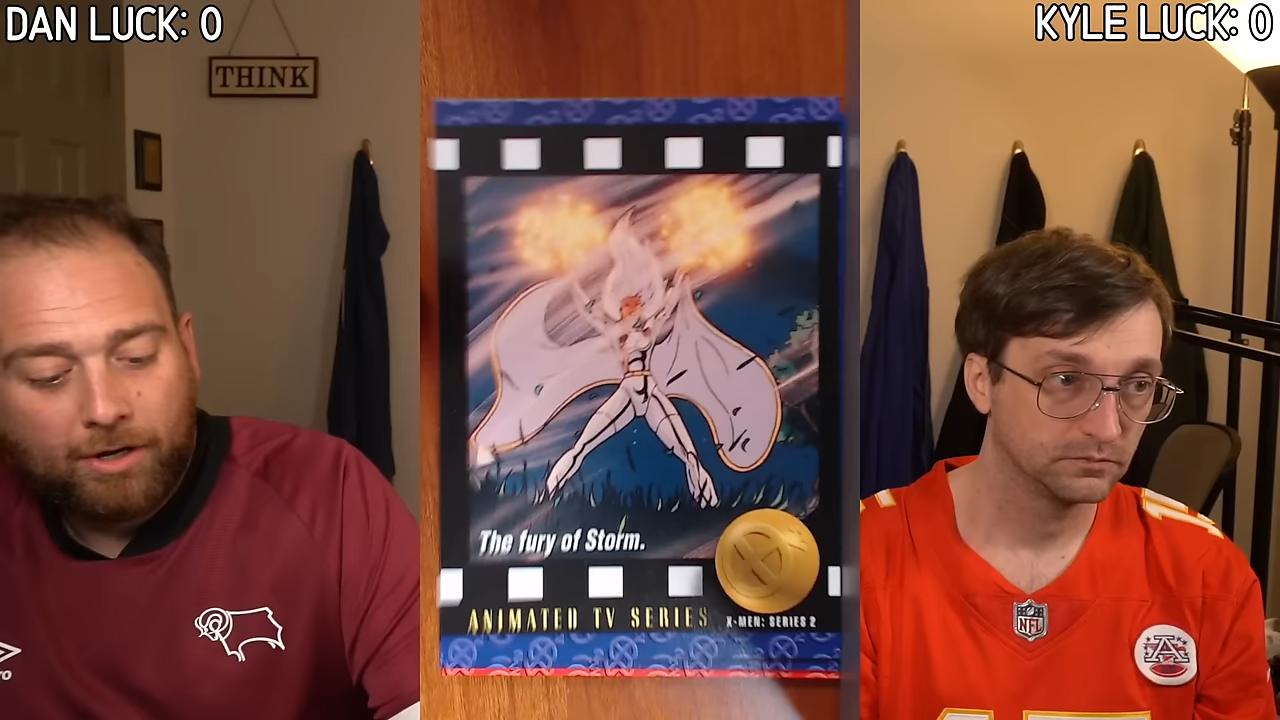 DAN LUCK: 0
KYLE LUCK: 0
THINK
The fury of Storm.
ANIMATED TV SERIES
X-MEN: SERIES 2
NFL
A